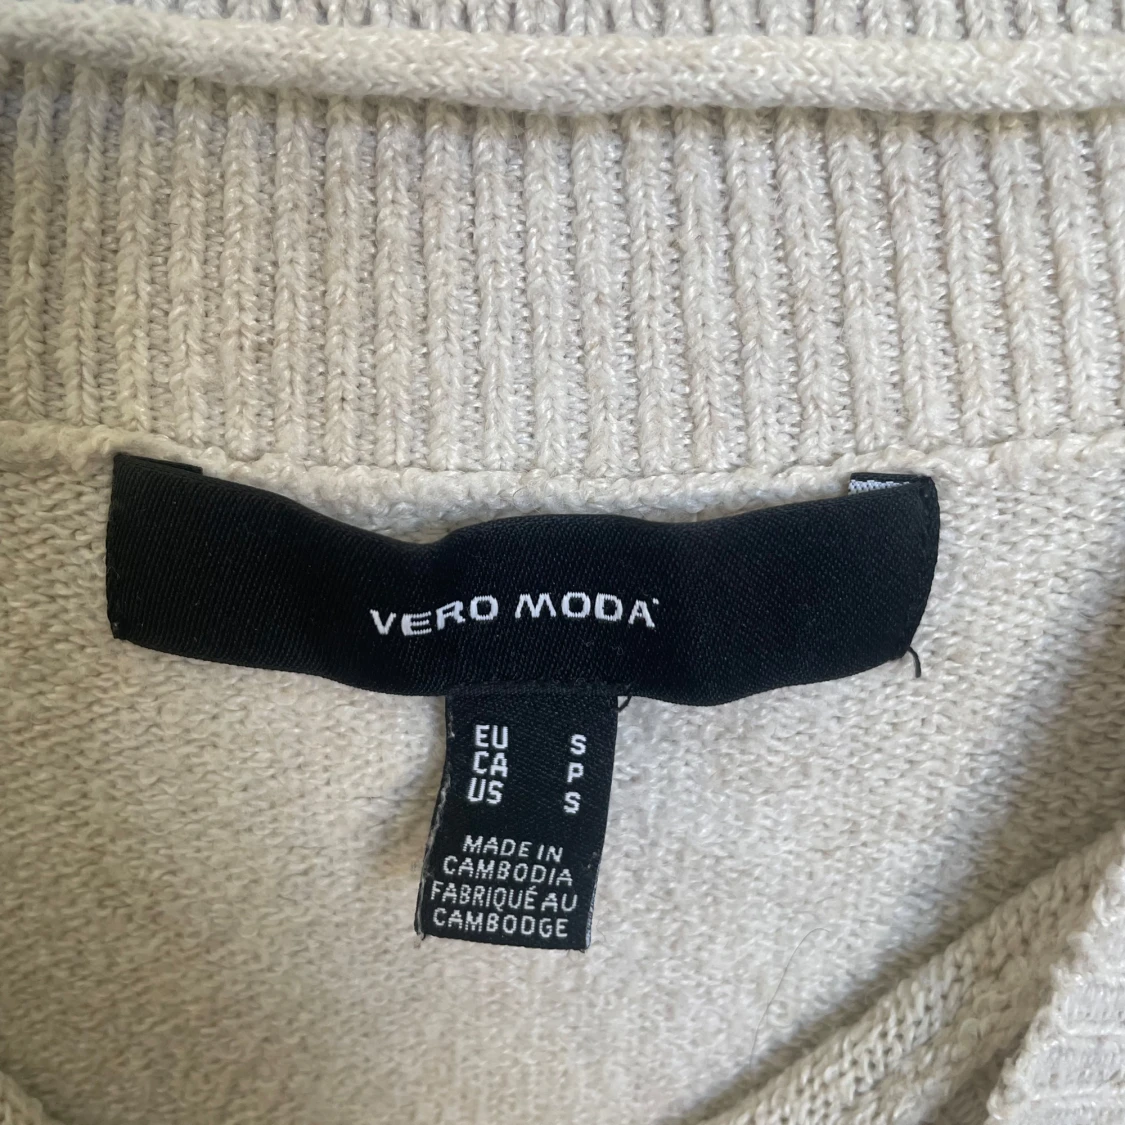 VERO MODA
EU S
CA P
US S
MADE IN
CAMBODIA
FABRIQUÉ AU
CAMBODGE